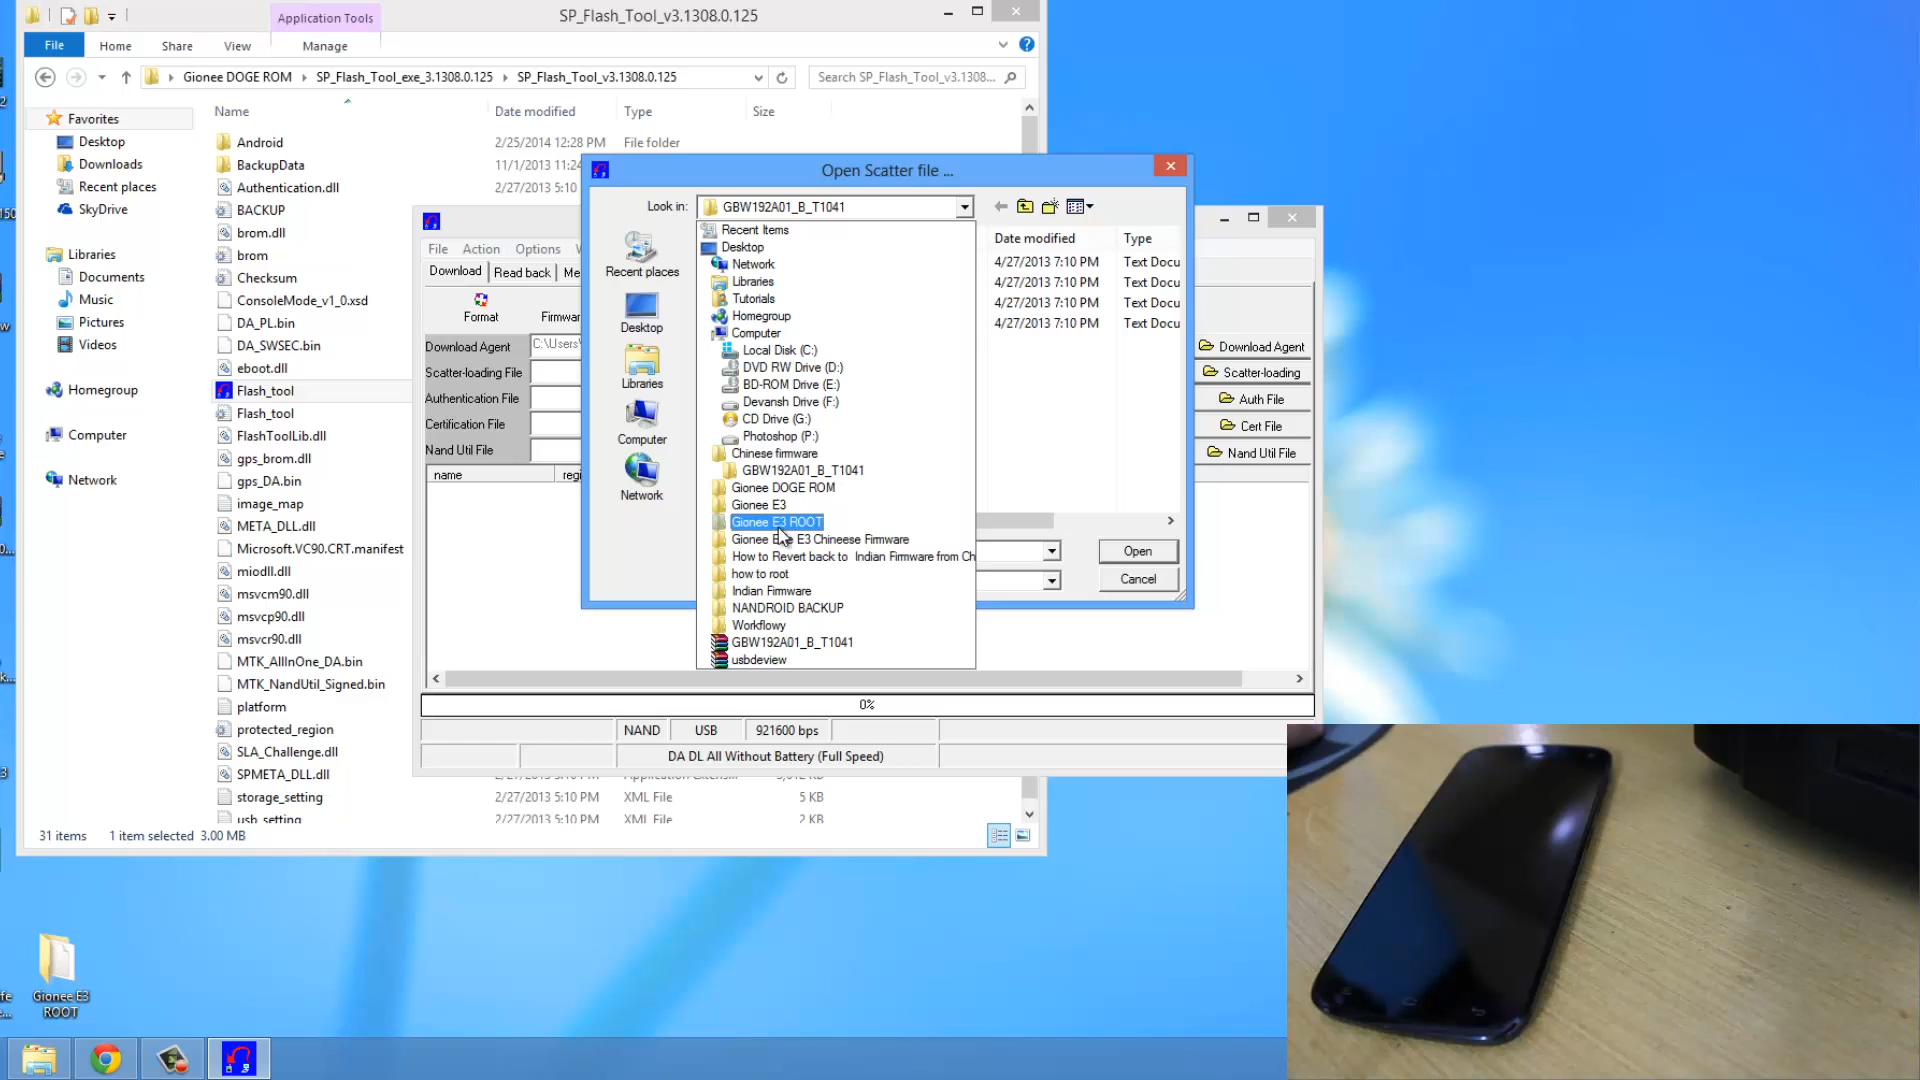 Application Tools
SP_Flash_Tool_v3.1308.0.125
File
Home
Share
View
Manage
Gionee DOGE ROM
SP_Flash_Tool_exe_3.1308.0.125
SP_Flash_Tool_v3.1308.0.125
Search SP_Flash_Tool_v3.1308...
Name
Date modified
Type
Size
Favorites
Desktop
Downloads
Recent places
SkyDrive
Libraries
Documents
Music
Pictures
Videos
Homegroup
Computer
Network
Android
2/25/2014 12:28 PM
File folder
BackupData
11/1/2013 11:24
Authentication.dll
2/27/2013 5:10
BACKUP
brom.dll
brom
Checksum
ConsoleMode_v1_0.xsd
DA_PL.bin
DA_SWSEC.bin
eboot.dll
Flash_tool
Flash_tool
FlashToolLib.dll
gps_brom.dll
gps_DA.bin
image_map
META_DLL.dll
Microsoft.VC90.CRT.manifest
miodll.dll
msvcm90.dll
msvcp90.dll
msvcr90.dll
MTK_AllInOne_DA.bin
MTK_NandUtil_Signed.bin
platform
protected_region
SLA_Challenge.dll
SPMETA_DLL.dll
storage_setting
2/27/2013 5:10 PM
XML File
5 KB
usb_setting
2/27/2013 5:10 PM
XML File
2 KB
31 items
1 item selected 3.00 MB
File
Action
Options
Download
Read back
Format
Download Agent
C:\Users\
Scatter-loading File
Authentication File
Certification File
Nand Util File
name
Download Agent
Scatter-loading
Auth File
Cert File
Nand Util File
0%
NAND
USB
921600 bps
DA DL All Without Battery (Full Speed)
Open Scatter file ...
Look in:
GBW192A01_B_T1041
Recent places
Desktop
Libraries
Computer
Network
Recent Items
Desktop
Network
Libraries
Tutorials
Homegroup
Computer
Local Disk (C:)
DVD RW Drive (D:)
BD-ROM Drive (E:)
Devansh Drive (F:)
CD Drive (G:)
Photoshop (P:)
Chinese firmware
GBW192A01_B_T1041
Gionee DOGE ROM
Gionee E3
Gionee E3 ROOT
Gionee E3 Chineese Firmware
How to Revert back to Indian Firmware from Ch
how to root
Indian Firmware
NANDROID BACKUP
Workflowy
GBW192A01_B_T1041
usbdeview
Date modified
Type
4/27/2013 7:10 PM
Text Docu
4/27/2013 7:10 PM
Text Docu
4/27/2013 7:10 PM
Text Docu
4/27/2013 7:10 PM
Text Docu
Open
Cancel
Gionee E3
ROOT